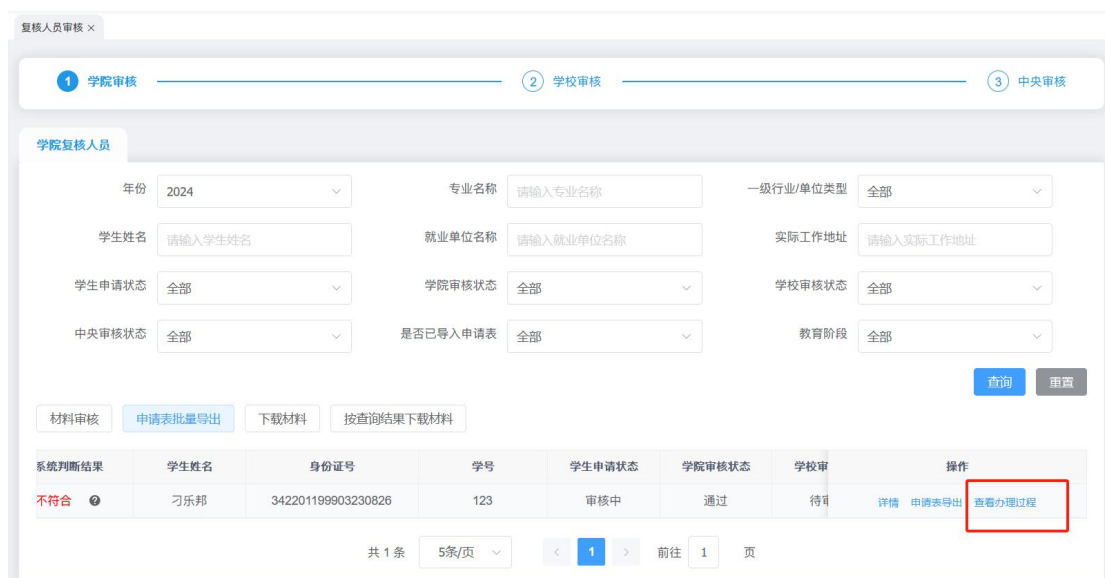 复核人员审核 ×
1 学院审核 2 学校审核 3 中央审核
学院复核人员
年份 2024 专业名称 请输入专业名称 一级行业/单位类型 全部
学生姓名 请输入学生姓名 就业单位名称 请输入就业单位名称 实际工作地址 请输入实际工作地址
学生申请状态 全部 学院审核状态 全部 学校审核状态 全部
中央审核状态 全部 是否已导入申请表 全部 教育阶段 全部
查询 重置
材料审核 申请表批量导出 下载材料 按查询结果下载材料
系统判断结果 学生姓名 身份证号 学号 学生申请状态 学院审核状态 学校审 操作
不符合 ? 刁乐邦 342201199903230826 123 审核中 通过 待审 详情 申请表导出 查看办理过程
共 1 条 5条/页 < 1 > 前往 1 页